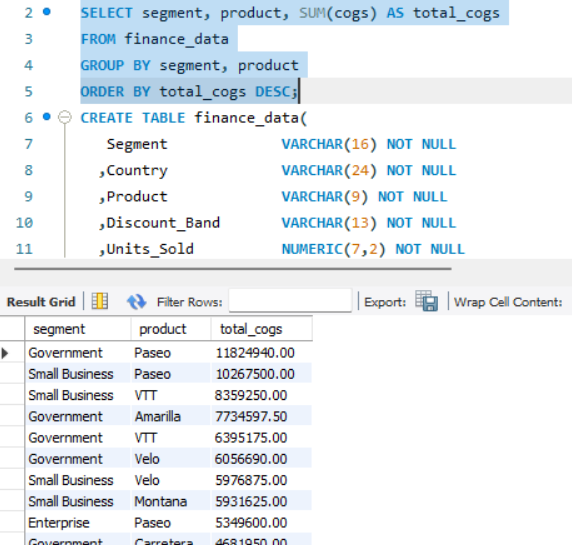 2 SELECT segment, product, SUM(cogs) AS total_cogs
3 FROM finance_data
4 GROUP BY segment, product
5 ORDER BY total_cogs DESC;
6 CREATE TABLE finance_data(
7 Segment VARCHAR(16) NOT NULL
8 ,Country VARCHAR(24) NOT NULL
9 ,Product VARCHAR(9) NOT NULL
10 ,Discount_Band VARCHAR(13) NOT NULL
11 ,Units_Sold NUMERIC(7,2) NOT NULL
Result Grid Filter Rows: Export: Wrap Cell Content:
segment product total_cogs
Government Paseo 11824940.00
Small Business Paseo 10267500.00
Small Business VTT 8359250.00
Government Amarilla 7734597.50
Government VTT 6395175.00
Government Velo 6056690.00
Small Business Velo 5976875.00
Small Business Montana 5931625.00
Enterprise Paseo 5349600.00
Government Carretera 4681950.00